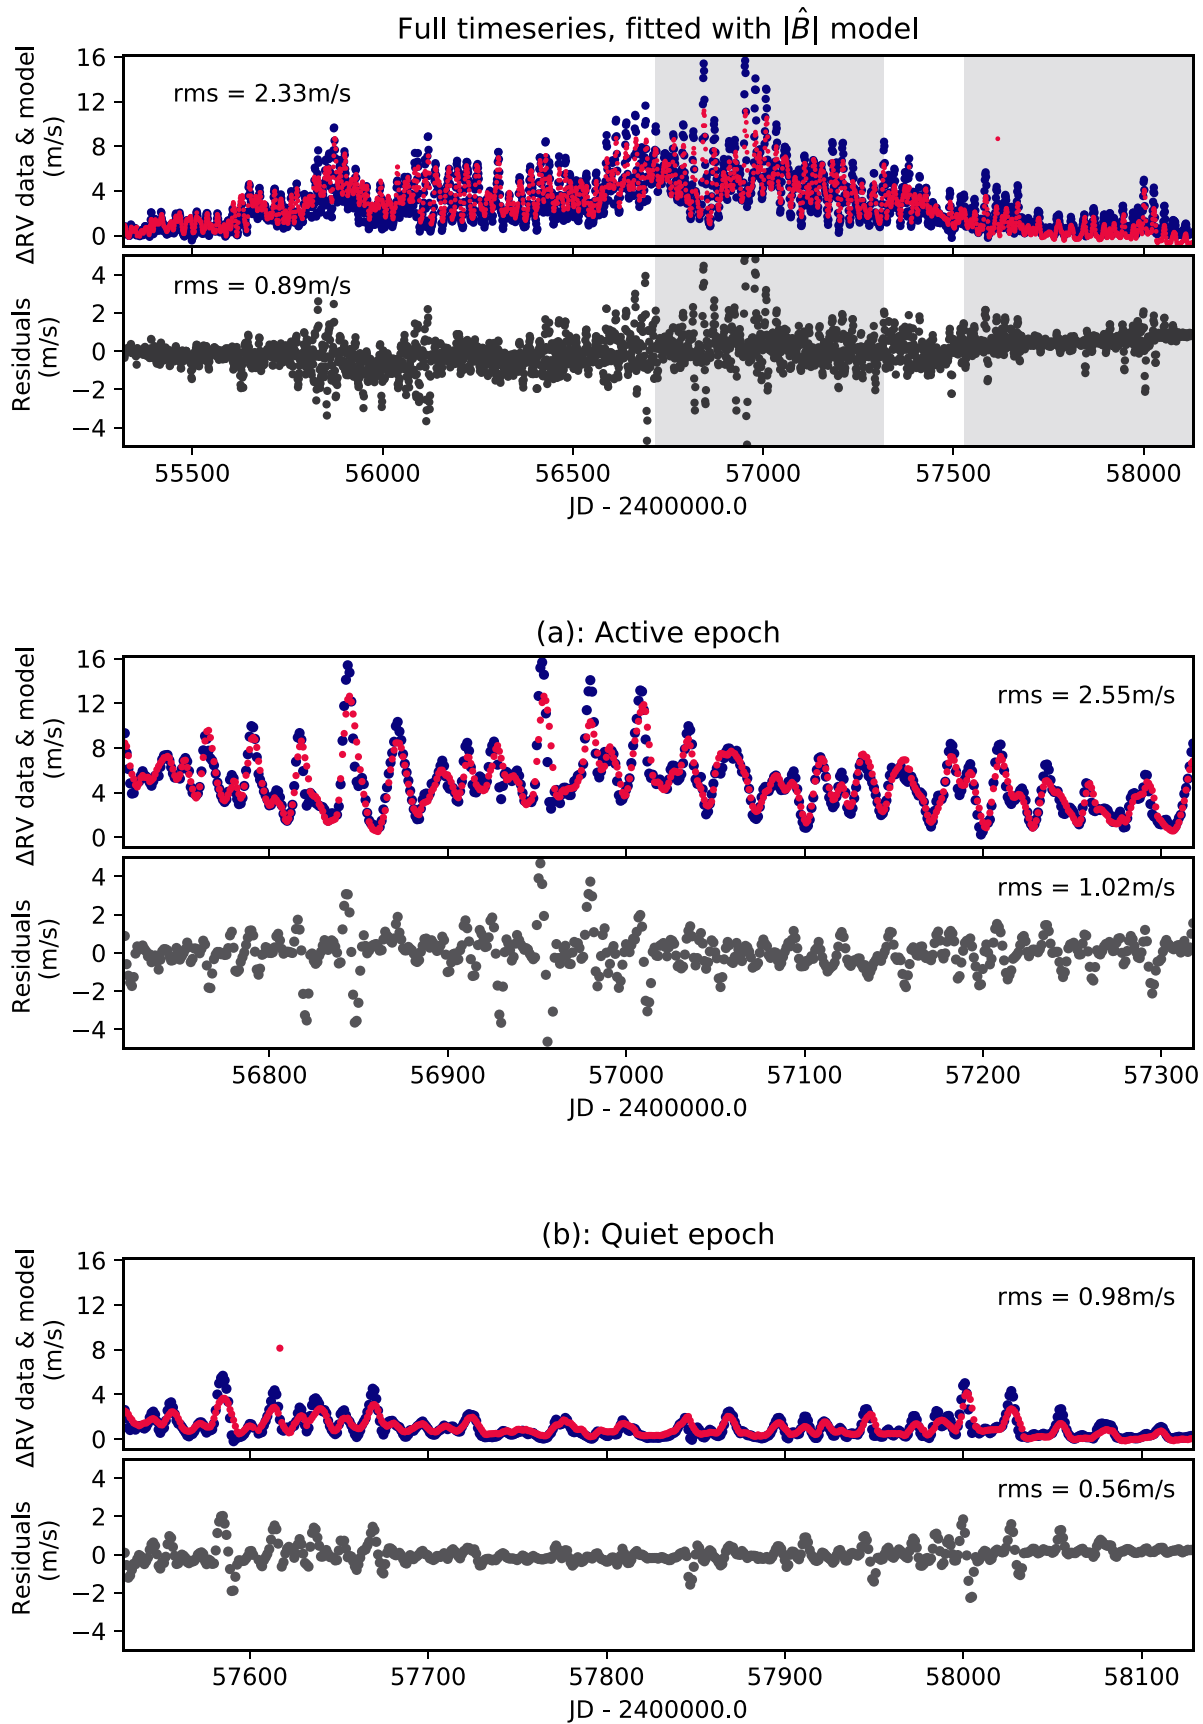 Full timeseries, fitted with |B̂| model
ΔRV data & model
(m/s)
16
12
8
4
0
rms = 2.33m/s
Residuals
(m/s)
4
2
0
−2
−4
rms = 0.89m/s
55500 56000 56500 57000 57500 58000
JD - 2400000.0
(a): Active epoch
ΔRV data & model
(m/s)
16
12
8
4
0
rms = 2.55m/s
Residuals
(m/s)
4
2
0
−2
−4
rms = 1.02m/s
56800 56900 57000 57100 57200 57300
JD - 2400000.0
(b): Quiet epoch
ΔRV data & model
(m/s)
16
12
8
4
0
rms = 0.98m/s
Residuals
(m/s)
4
2
0
−2
−4
rms = 0.56m/s
57600 57700 57800 57900 58000 58100
JD - 2400000.0